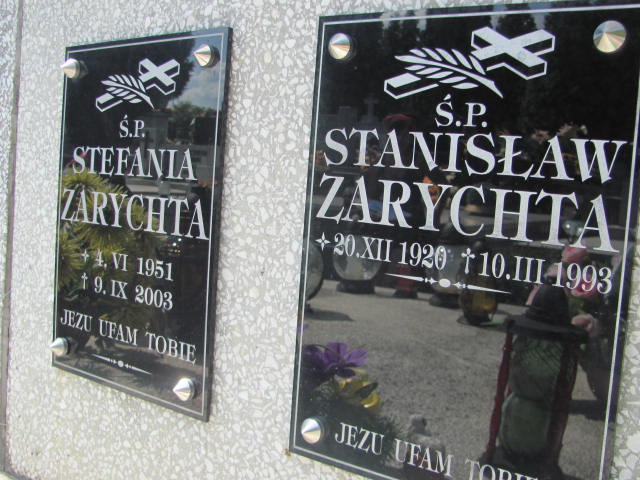 Ś.P.
STEFANIA
ZARYCHTA
4. VI 1951
† 9. IX 2003
JEZU UFAM TOBIE
Ś.P.
STANISŁAW
ZARYCHTA
20.XII 1920 † 10.III 1993
JEZU UFAM TOBIE